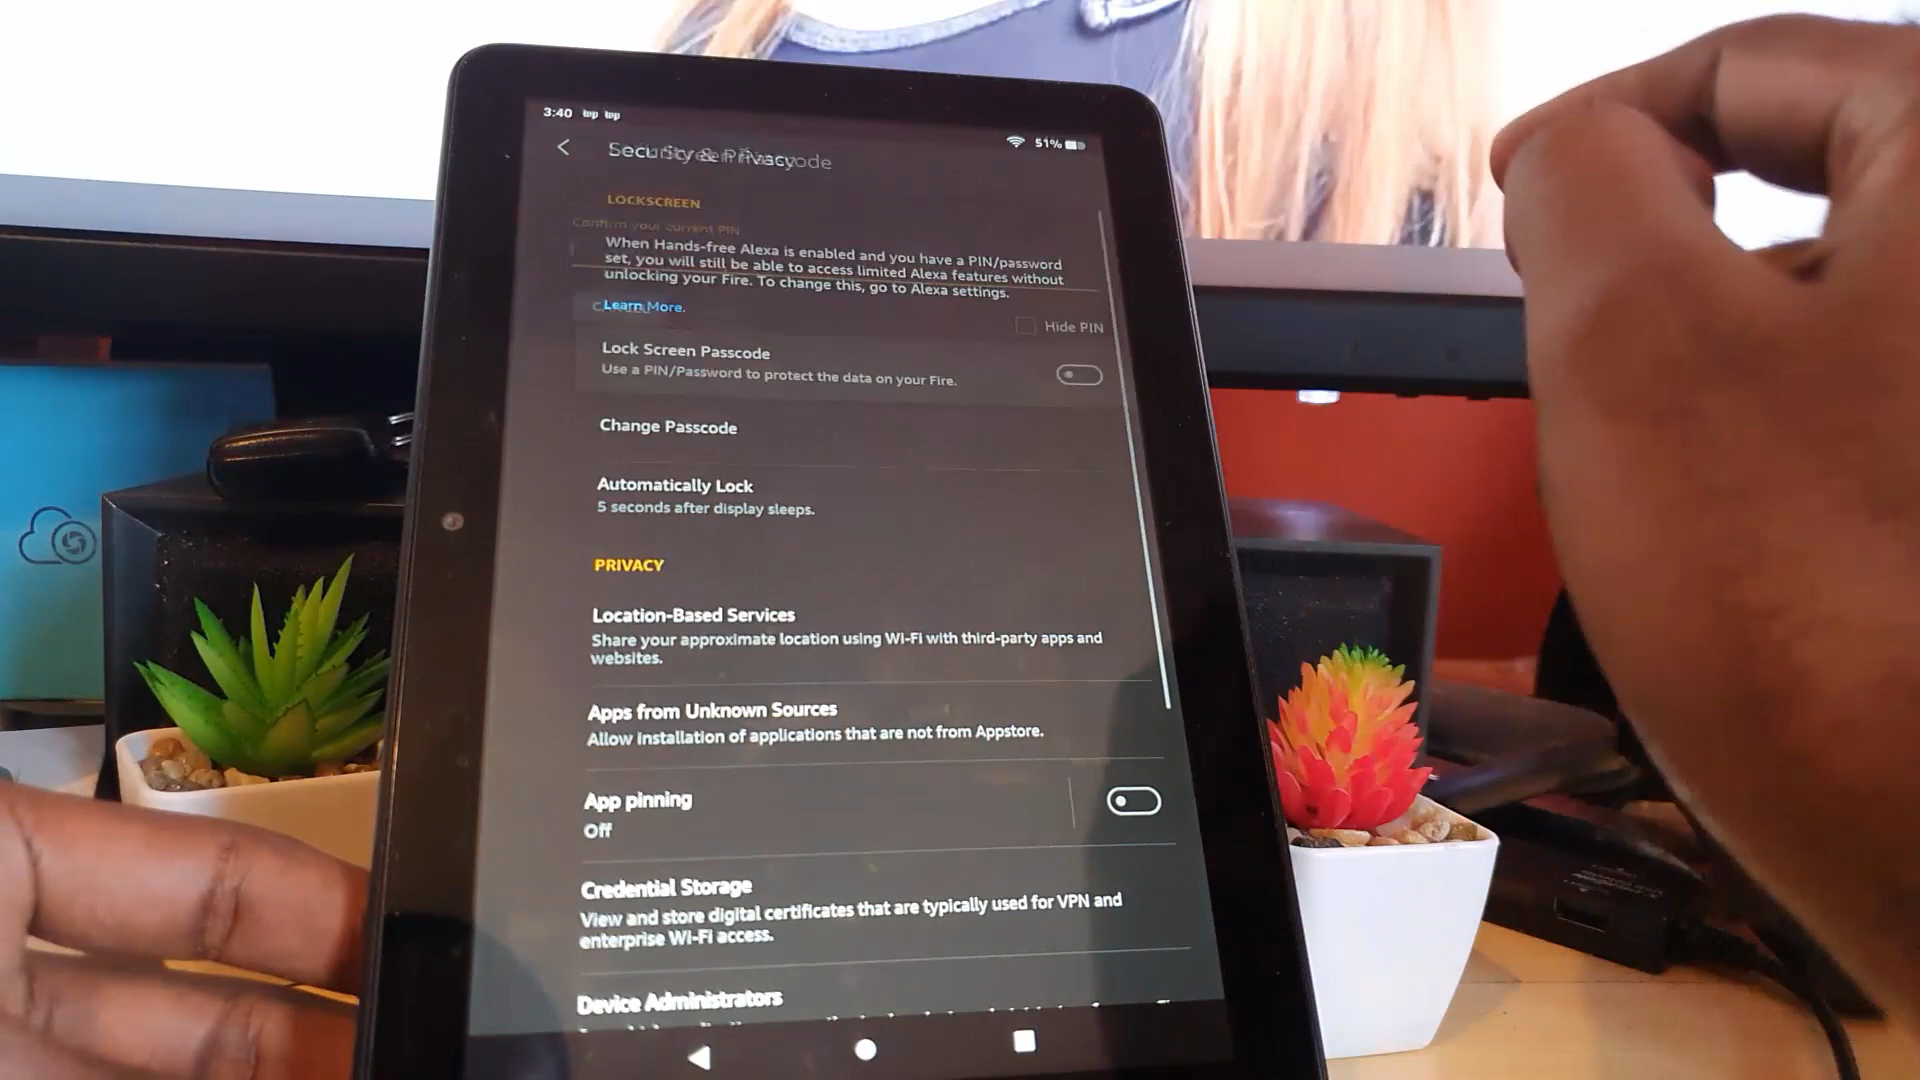 3:40
51%
Security & Privacy
LOCKSCREEN
Confirm your current PIN
When Hands-free Alexa is enabled and you have a PIN/password
set, you will still be able to access limited Alexa features without
unlocking your Fire. To change this, go to Alexa settings.
Learn More.
Hide PIN
Lock Screen Passcode
Use a PIN/Password to protect the data on your Fire.
Change Passcode
Automatically Lock
5 seconds after display sleeps.
PRIVACY
Location-Based Services
Share your approximate location using Wi-Fi with third-party apps and
websites.
Apps from Unknown Sources
Allow installation of applications that are not from Appstore.
App pinning
Off
Credential Storage
View and store digital certificates that are typically used for VPN and
enterprise Wi-Fi access.
Device Administrators